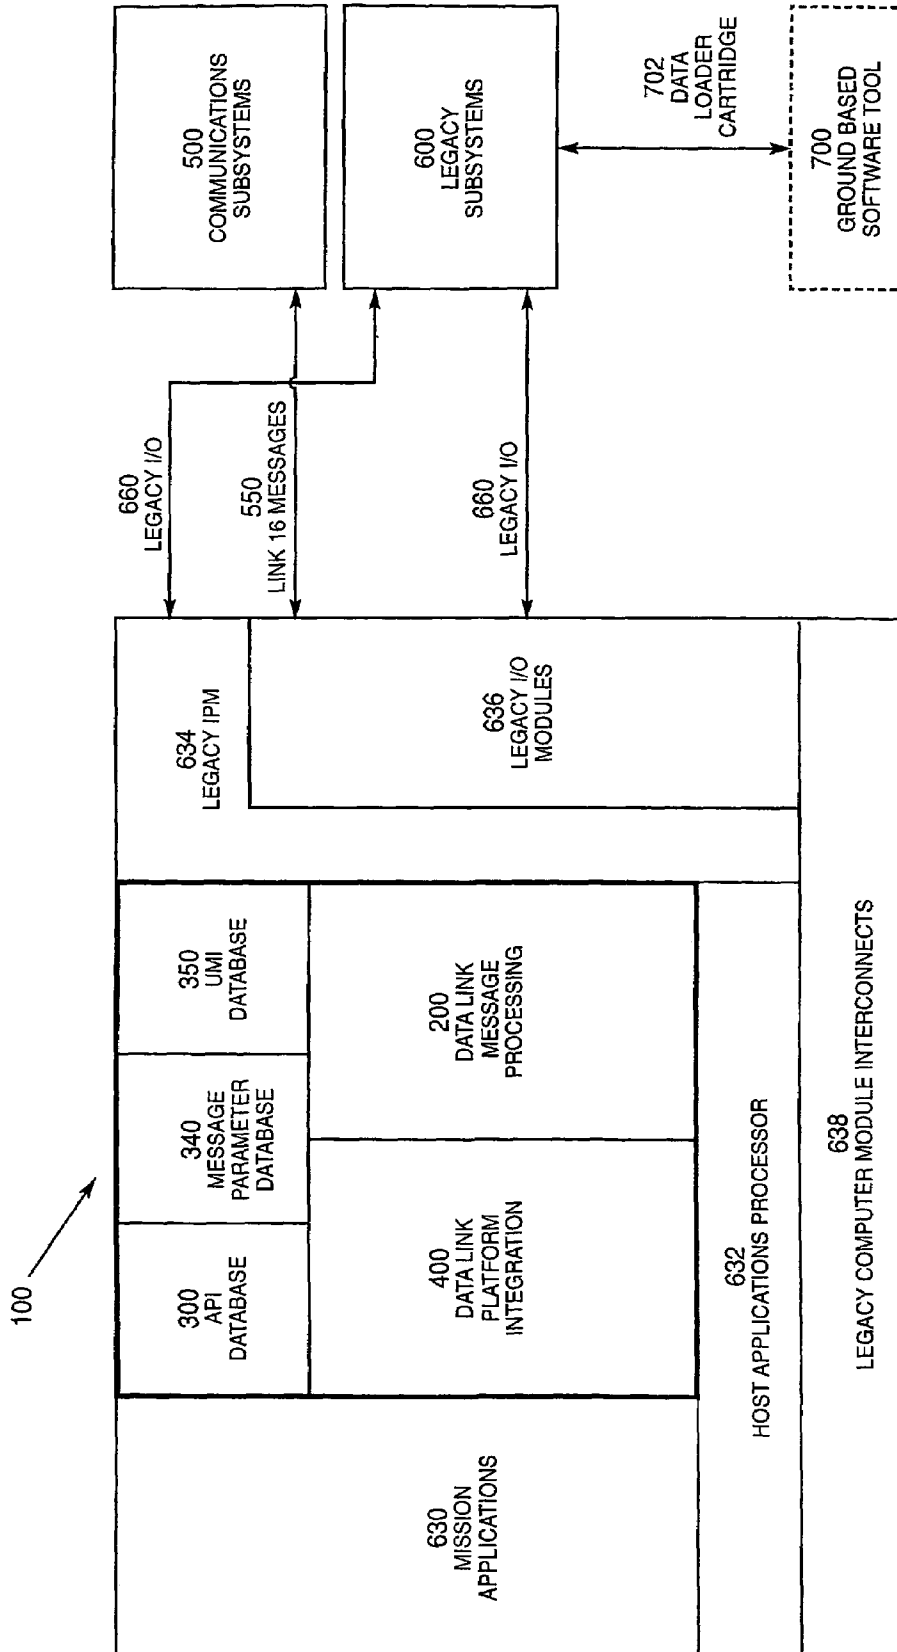 100
300
API
DATABASE
340
MESSAGE
PARAMETER
DATABASE
350
UMI
DATABASE
634
LEGACY IPM
660
LEGACY I/O
500
COMMUNICATIONS
SUBSYSTEMS
550
LINK 16 MESSAGES
630
MISSION
APPLICATIONS
400
DATA LINK
PLATFORM
INTEGRATION
200
DATA LINK
MESSAGE
PROCESSING
636
LEGACY I/O
MODULES
660
LEGACY I/O
600
LEGACY
SUBSYSTEMS
702
DATA
LOADER
CARTRIDGE
632
HOST APPLICATIONS PROCESSOR
638
LEGACY COMPUTER MODULE INTERCONNECTS
700
GROUND BASED
SOFTWARE TOOL